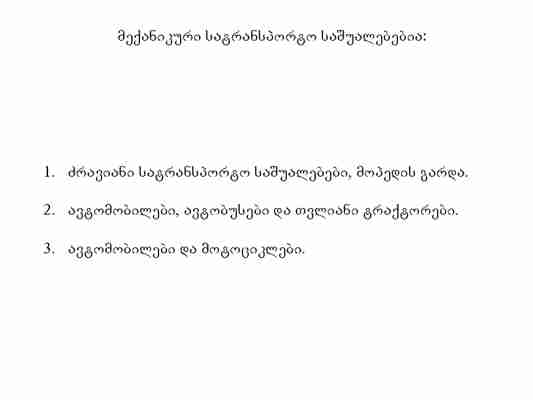 მექანიკური სატრანსპორტო საშუალებებია:
1. ძრავიანი სატრანსპორტო საშუალებები, მოპედის გარდა.
2. ავტომობილები, ავტობუსები და თვლიანი ტრაქტორები.
3. ავტომობილები და მოტოციკლები.